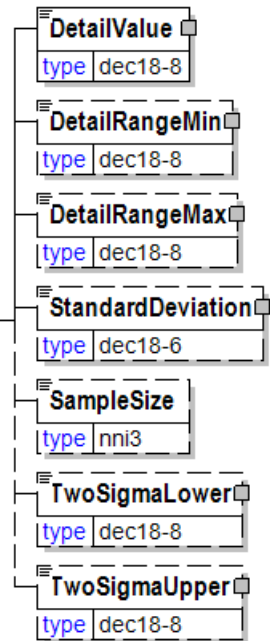 DetailValue
type dec18-8
DetailRangeMin
type dec18-8
DetailRangeMax
type dec18-8
StandardDeviation
type dec18-6
SampleSize
type nni3
TwoSigmaLower
type dec18-8
TwoSigmaUpper
type dec18-8